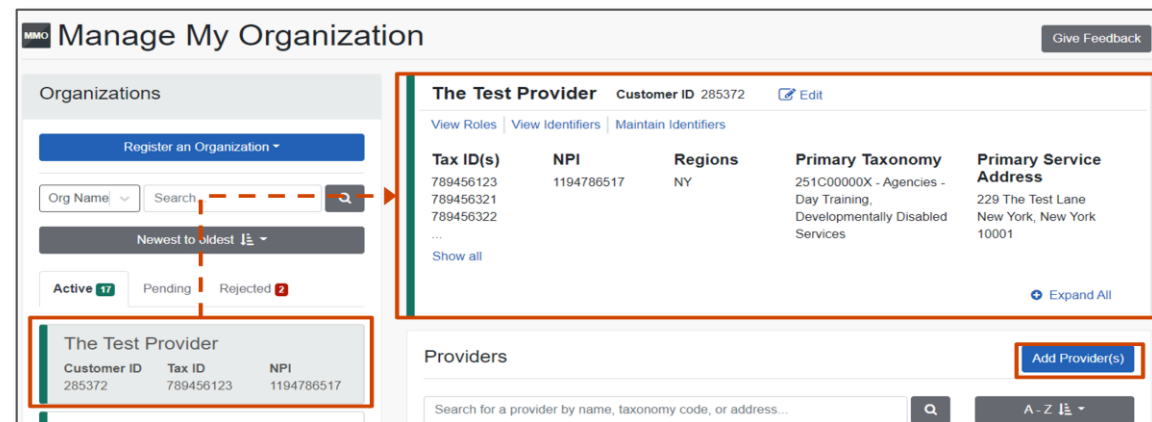 MMO Manage My Organization
Give Feedback
Organizations
Register an Organization
Org Name
Search...
Newest to oldest
Active 17
Pending
Rejected 2
The Test Provider
Customer ID Tax ID NPI
285372 789456123 1194786517
The Test Provider Customer ID 285372 Edit
View Roles View Identifiers Maintain Identifiers
Tax ID(s)
789456123
789456321
789456322
...
Show all
NPI
1194786517
Regions
NY
Primary Taxonomy
251C00000X - Agencies -
Day Training,
Developmentally Disabled
Services
Primary Service
Address
229 The Test Lane
New York, New York
10001
Expand All
Providers
Add Provider(s)
Search for a provider by name, taxonomy code, or address...
A - Z